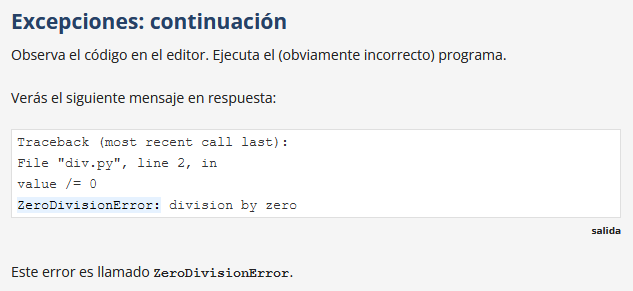 Excepciones: continuación
Observa el código en el editor. Ejecuta el (obviamente incorrecto) programa.
Verás el siguiente mensaje en respuesta:
Traceback (most recent call last):
File "div.py", line 2, in
value /= 0
ZeroDivisionError: division by zero
salida
Este error es llamado ZeroDivisionError.